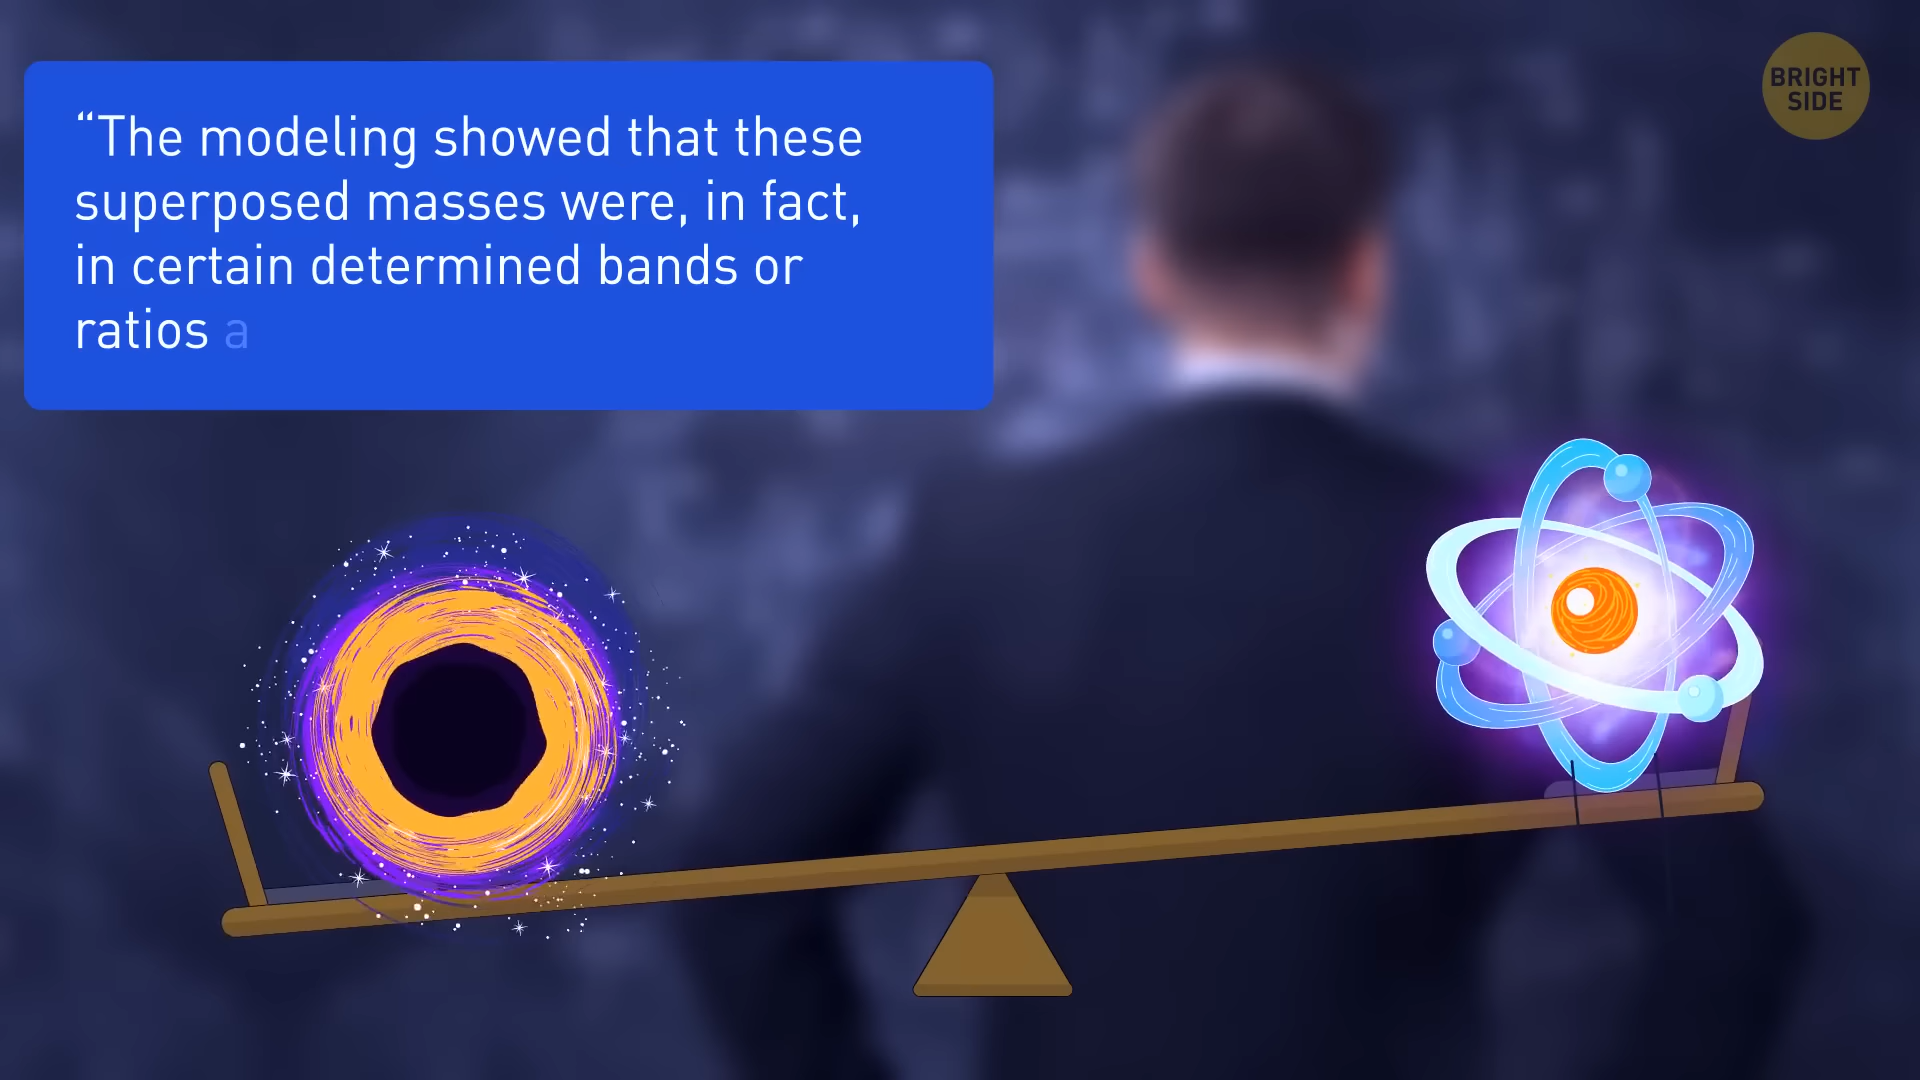 “The modeling showed that these
superposed masses were, in fact,
in certain determined bands or
ratios a
BRIGHT
SIDE